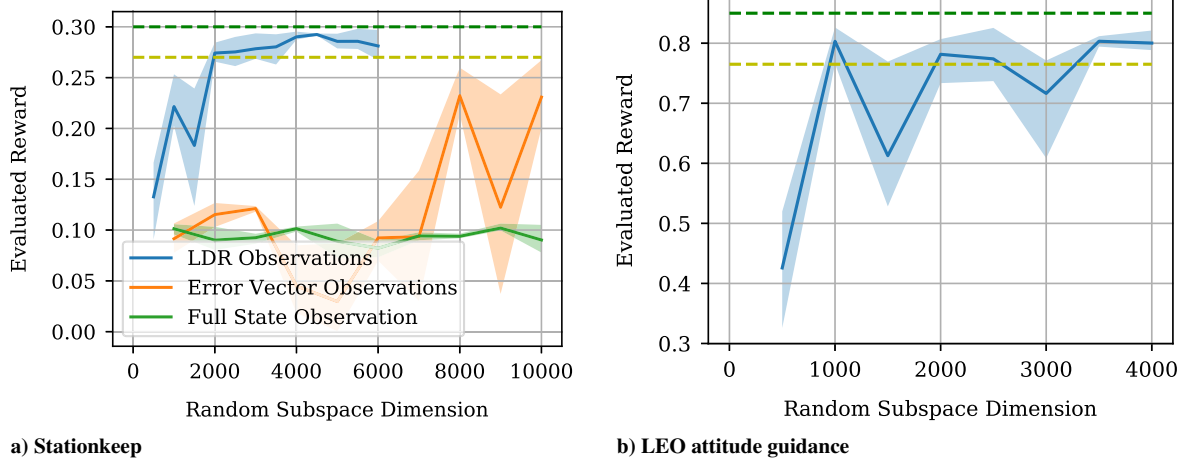 0.30
0.25
0.20
0.15
0.10
0.05
0.00
Evaluated Reward
LDR Observations
Error Vector Observations
Full State Observation
0 2000 4000 6000 8000 10000
Random Subspace Dimension
a) Stationkeep
0.8
0.7
0.6
0.5
0.4
0.3
Evaluated Reward
0 1000 2000 3000 4000
Random Subspace Dimension
b) LEO attitude guidance